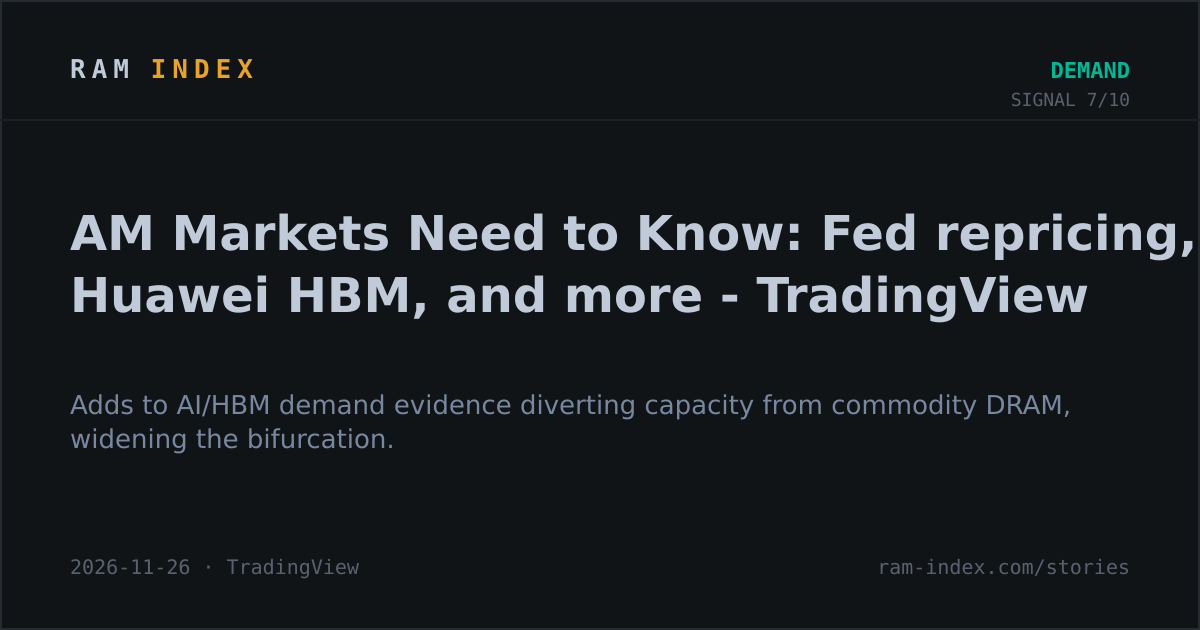 RAM INDEX
DEMAND
SIGNAL 7/10
AM Markets Need to Know: Fed repricing,
Huawei HBM, and more - TradingView
Adds to AI/HBM demand evidence diverting capacity from commodity DRAM,
widening the bifurcation.
2026-11-26 · TradingView
ram-index.com/stories